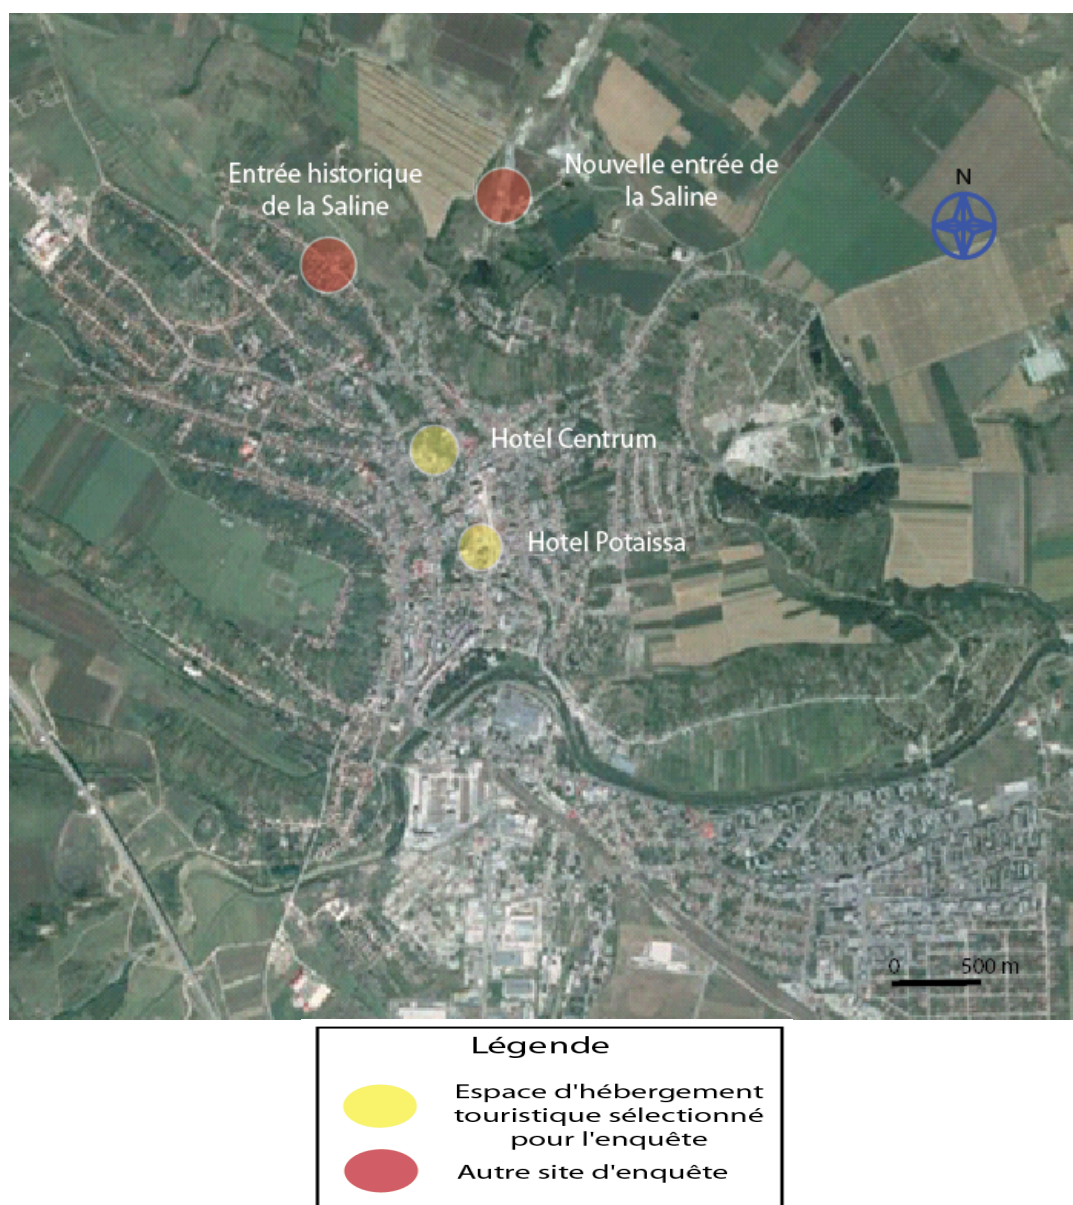 Entrée historique
de la Saline
Nouvelle entrée de
la Saline
N
Hotel Centrum
Hotel Potaissa
0 500 m
Légende
Espace d'hébergement
touristique sélectionné
pour l'enquête
Autre site d'enquête